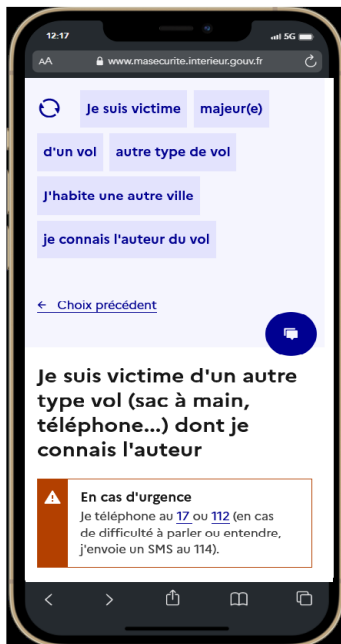 12:17
5G
AA www.masecurite.interieur.gouv.fr
Je suis victime majeur(e)
d'un vol autre type de vol
J'habite une autre ville
je connais l'auteur du vol
← Choix précédent
Je suis victime d'un autre
type vol (sac à main,
téléphone...) dont je
connais l'auteur
En cas d'urgence
Je téléphone au 17 ou 112 (en cas
de difficulté à parler ou entendre,
j'envoie un SMS au 114).